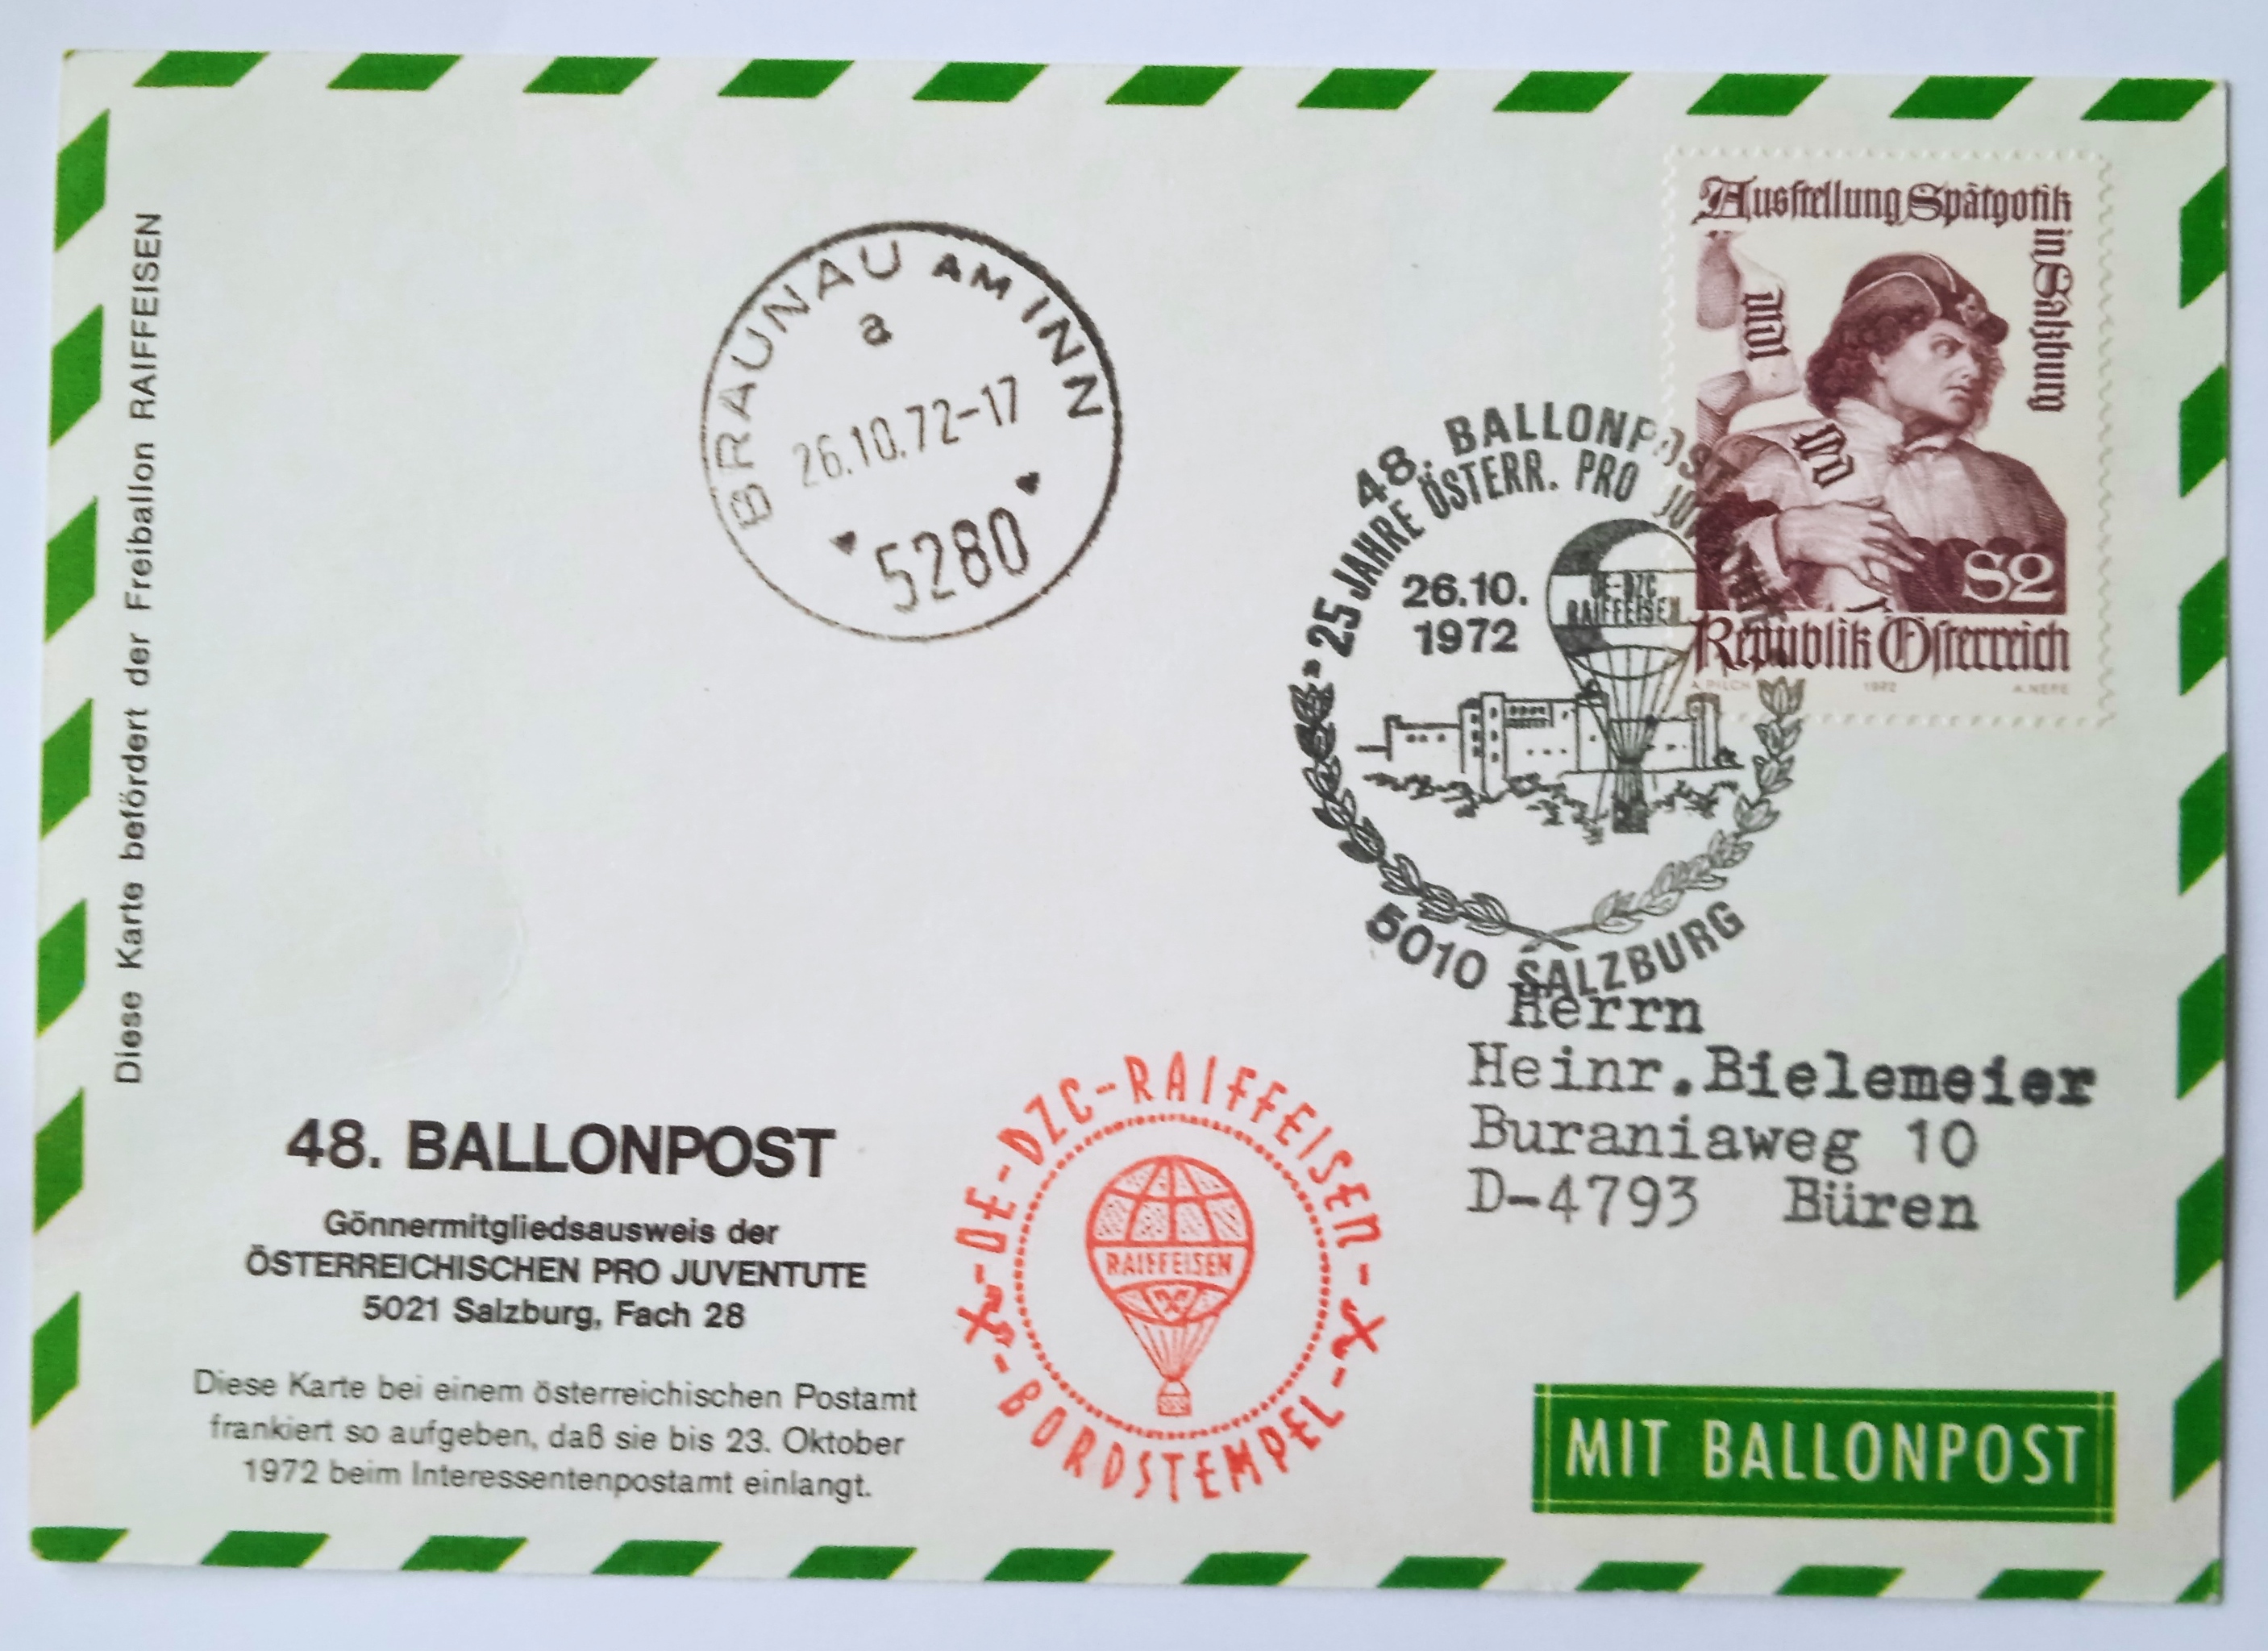 Diese Karte befördert der Freiballon RAIFFEISEN
BRAUNAU AM INN
a
26.10.72-17
5280
Ausstellung Spätgotik
in Salzburg
S2
Republik Österreich
A. PILCH 1972 A. NEFE
48. BALLONPOST
25 JAHRE ÖSTERR. PRO
26.10.
1972
OE-DZC
RAIFFEISEN
5010 SALZBURG
Herrn
Heinr.Bielemeier
Buraniaweg 10
D-4793 Büren
48. BALLONPOST
Gönnermitgliedsausweis der
ÖSTERREICHISCHEN PRO JUVENTUTE
5021 Salzburg, Fach 28
Diese Karte bei einem österreichischen Postamt
frankiert so aufgeben, daß sie bis 23. Oktober
1972 beim Interessentenpostamt einlangt.
OE-DZC-RAIFFEISEN
RAIFFEISEN
BORDSTEMPEL
MIT BALLONPOST